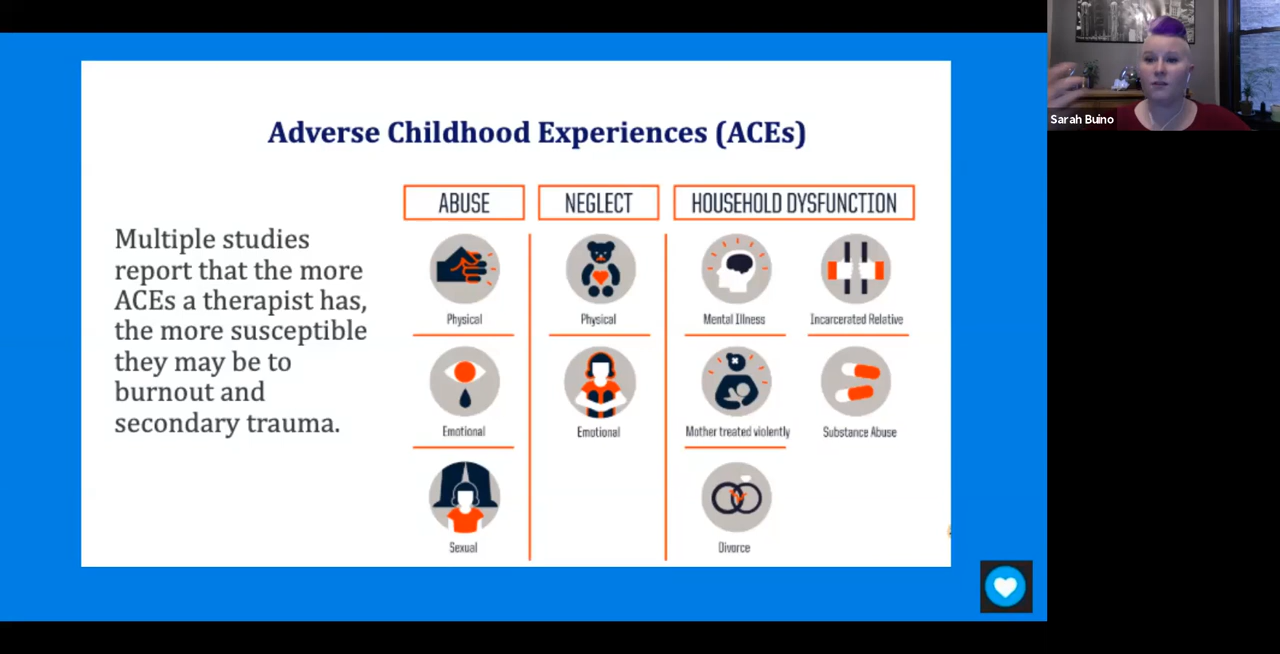 Adverse Childhood Experiences (ACEs)
Multiple studies
report that the more
ACEs a therapist has,
the more susceptible
they may be to
burnout and
secondary trauma.
ABUSE
NEGLECT
HOUSEHOLD DYSFUNCTION
Physical
Physical
Mental Illness
Incarcerated Relative
Emotional
Emotional
Mother treated violently
Substance Abuse
Sexual
Divorce
Sarah Buino